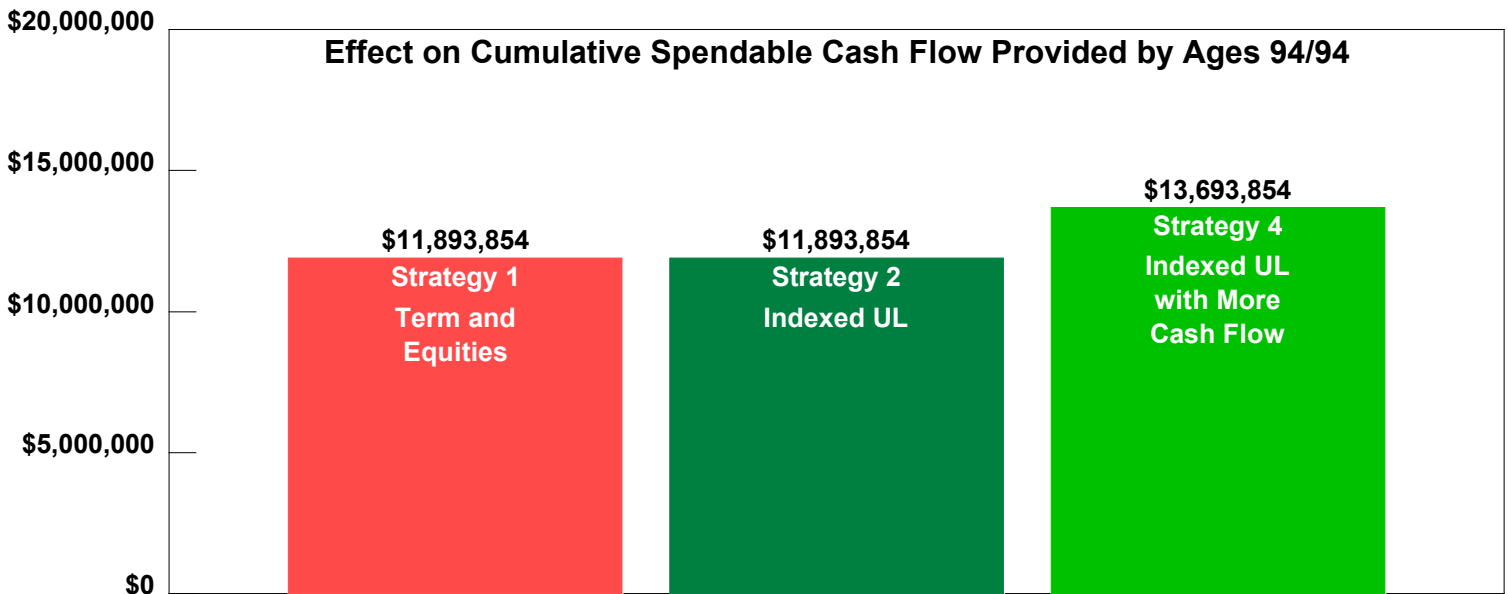 Effect on Cumulative Spendable Cash Flow Provided by Ages 94/94
$20,000,000
$15,000,000
$10,000,000
$5,000,000
$0
$11,893,854
Strategy 1
Term and
Equities
$11,893,854
Strategy 2
Indexed UL
$13,693,854
Strategy 4
Indexed UL
with More
Cash Flow